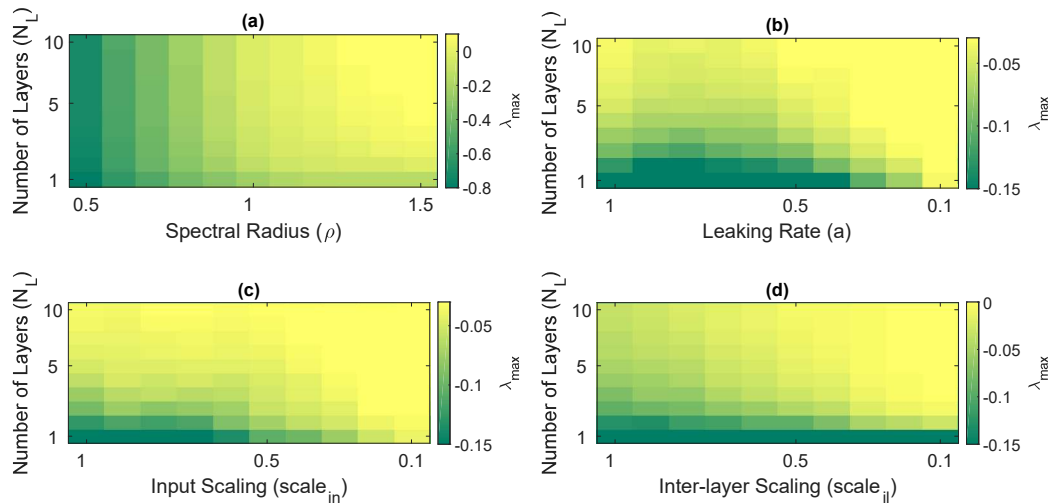 (a)
Number of Layers (N_L)
10
5
1
0.5
1
1.5
Spectral Radius (ρ)
0
-0.2
-0.4
-0.6
-0.8
λ_max
(b)
Number of Layers (N_L)
10
5
1
1
0.5
0.1
Leaking Rate (a)
-0.05
-0.1
-0.15
λ_max
(c)
Number of Layers (N_L)
10
5
1
1
0.5
0.1
Input Scaling (scale_in)
-0.05
-0.1
-0.15
λ_max
(d)
Number of Layers (N_L)
10
5
1
1
0.5
0.1
Inter-layer Scaling (scale_il)
0
-0.05
-0.1
-0.15
λ_max